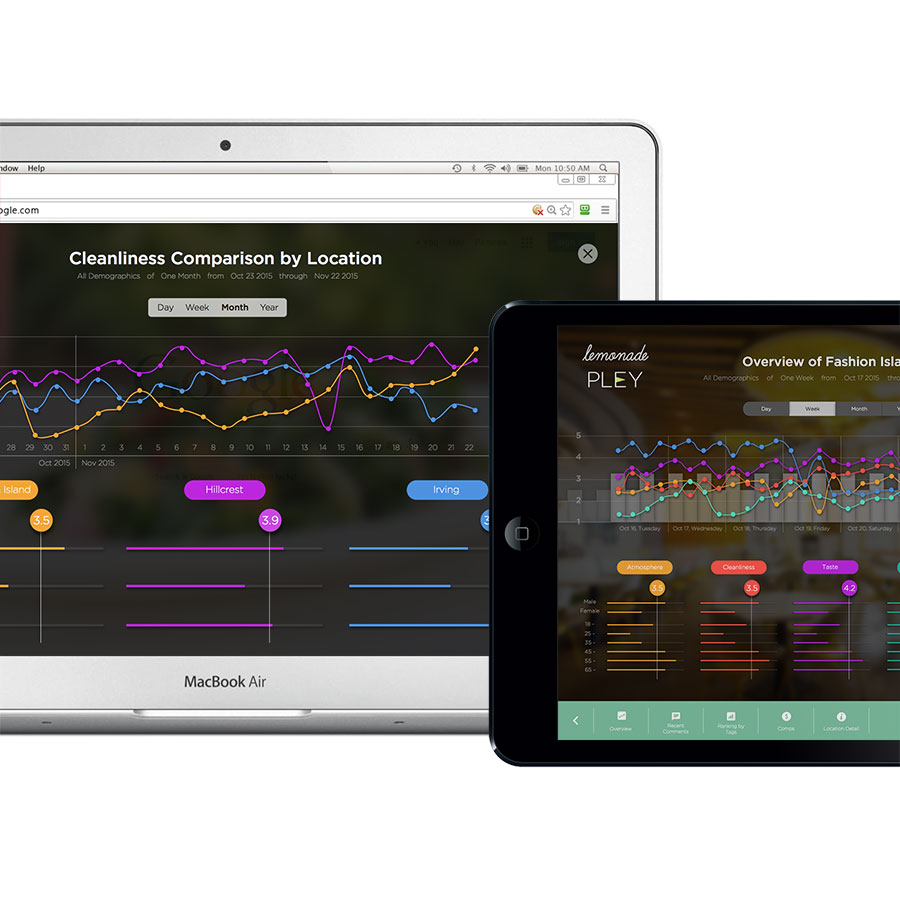 ndow Help
Mon 10:50 AM
ogle.com
Cleanliness Comparison by Location
All Demographics of One Month from Oct 23 2015 through Nov 22 2015
Day Week Month Year
28 29 30 31 1 2 3 4 5 6 7 8 9 10 11 12 13 14 15 16 17 18 19 20 21 22
Oct 2015 Nov 2015
Island Hillcrest Irving
3.5 3.9 3
MacBook Air
lemonade
PLEY
Overview of Fashion Isla
All Demographics of One Week from Oct 17 2015 thr
Day Week Month Y
5
4
3
2
1
Oct 16, Tuesday Oct 17, Wednesday Oct 18, Thursday Oct 19, Friday Oct 20, Saturday
Atmosphere Cleanliness Taste
3.5 3.5 4.2
Male
Female
18 -
25 -
35 -
45 -
55 -
65 -
Overview
Recent Comments
Ranking by Tags
Comps
Location Detail